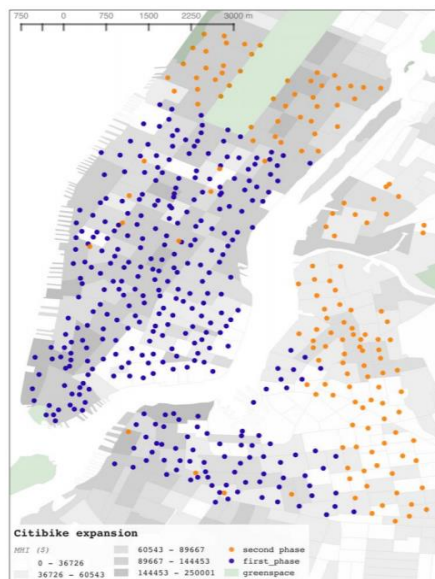 750 0 750 1500 2250 3000 m
Citibike expansion
MHI ($)
0 - 36726
36726 - 60543
60543 - 89667
89667 - 144453
144453 - 250001
second phase
first_phase
greenspace